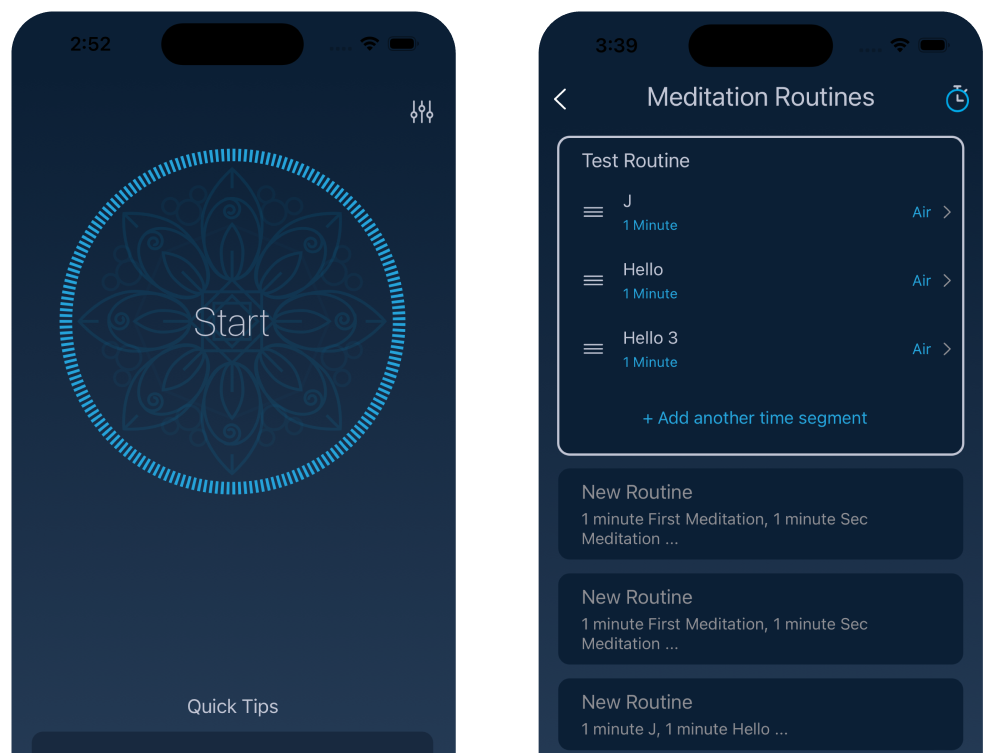 2:52
Start
Quick Tips
3:39
Meditation Routines
Test Routine
J
1 Minute
Air
Hello
1 Minute
Air
Hello 3
1 Minute
Air
+ Add another time segment
New Routine
1 minute First Meditation, 1 minute Sec
Meditation ...
New Routine
1 minute First Meditation, 1 minute Sec
Meditation ...
New Routine
1 minute J, 1 minute Hello ...